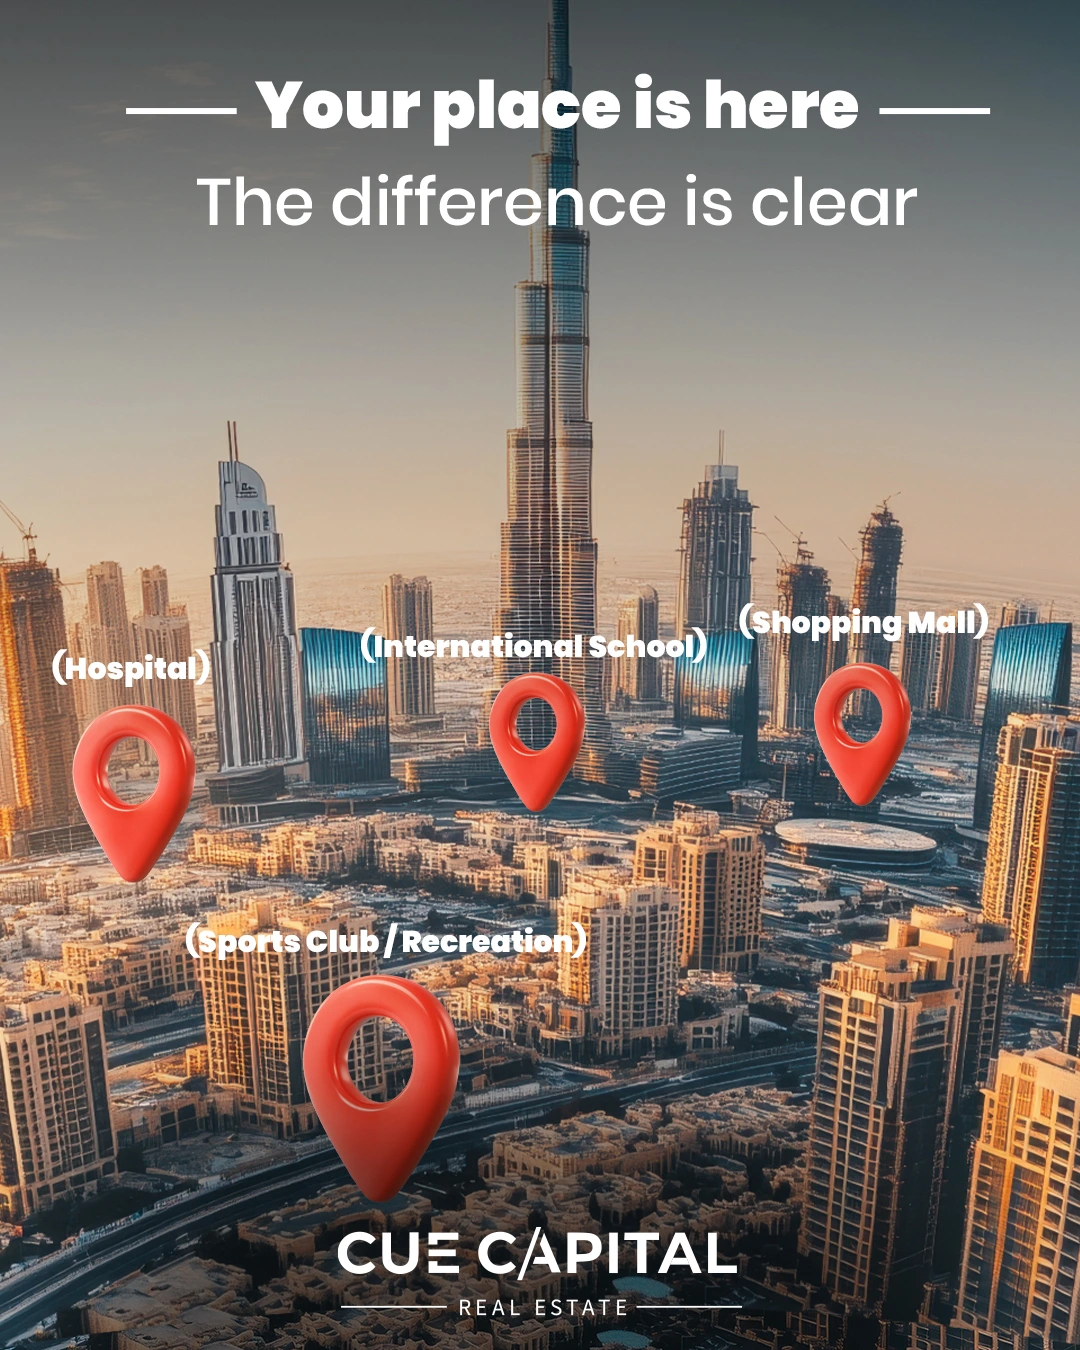 Your place is here
The difference is clear
(Shopping Mall)
(International School)
(Hospital)
(Sports Club / Recreation)
CUE CAPITAL
REAL ESTATE